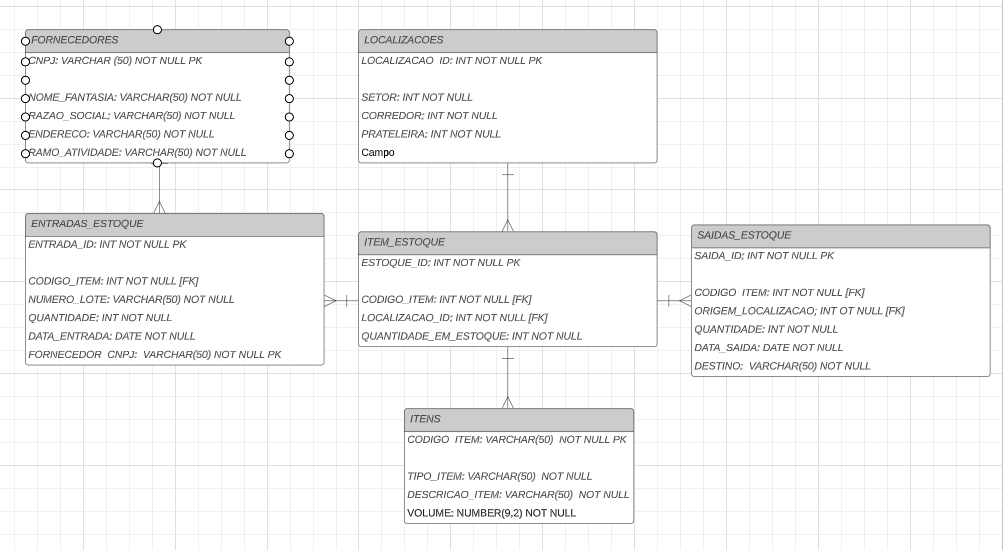 FORNECEDORES
CNPJ: VARCHAR (50) NOT NULL PK
NOME_FANTASIA: VARCHAR(50) NOT NULL
RAZAO_SOCIAL; VARCHAR(50) NOT NULL
ENDERECO: VARCHAR(50) NOT NULL
RAMO_ATIVIDADE: VARCHAR(50) NOT NULL
LOCALIZACOES
LOCALIZACAO_ID: INT NOT NULL PK
SETOR: INT NOT NULL
CORREDOR; INT NOT NULL
PRATELEIRA: INT NOT NULL
Campo
ENTRADAS_ESTOQUE
ENTRADA_ID: INT NOT NULL PK
CODIGO_ITEM: INT NOT NULL [FK]
NUMERO_LOTE: VARCHAR(50) NOT NULL
QUANTIDADE; INT NOT NULL
DATA_ENTRADA: DATE NOT NULL
FORNECEDOR_CNPJ: VARCHAR(50) NOT NULL PK
ITEM_ESTOQUE
ESTOQUE_ID; INT NOT NULL PK
CODIGO_ITEM: INT NOT NULL [FK]
LOCALIZACAO_ID; INT NOT NULL [FK]
QUANTIDADE_EM_ESTOQUE: INT NOT NULL
SAIDAS_ESTOQUE
SAIDA_ID; INT NOT NULL PK
CODIGO_ITEM: INT NOT NULL [FK]
ORIGEM_LOCALIZACAO; INT OT NULL [FK]
QUANTIDADE: INT NOT NULL
DATA_SAIDA: DATE NOT NULL
DESTINO; VARCHAR(50) NOT NULL
ITENS
CODIGO_ITEM: VARCHAR(50) NOT NULL PK
TIPO_ITEM: VARCHAR(50) NOT NULL
DESCRICAO_ITEM: VARCHAR(50) NOT NULL
VOLUME: NUMBER(9,2) NOT NULL